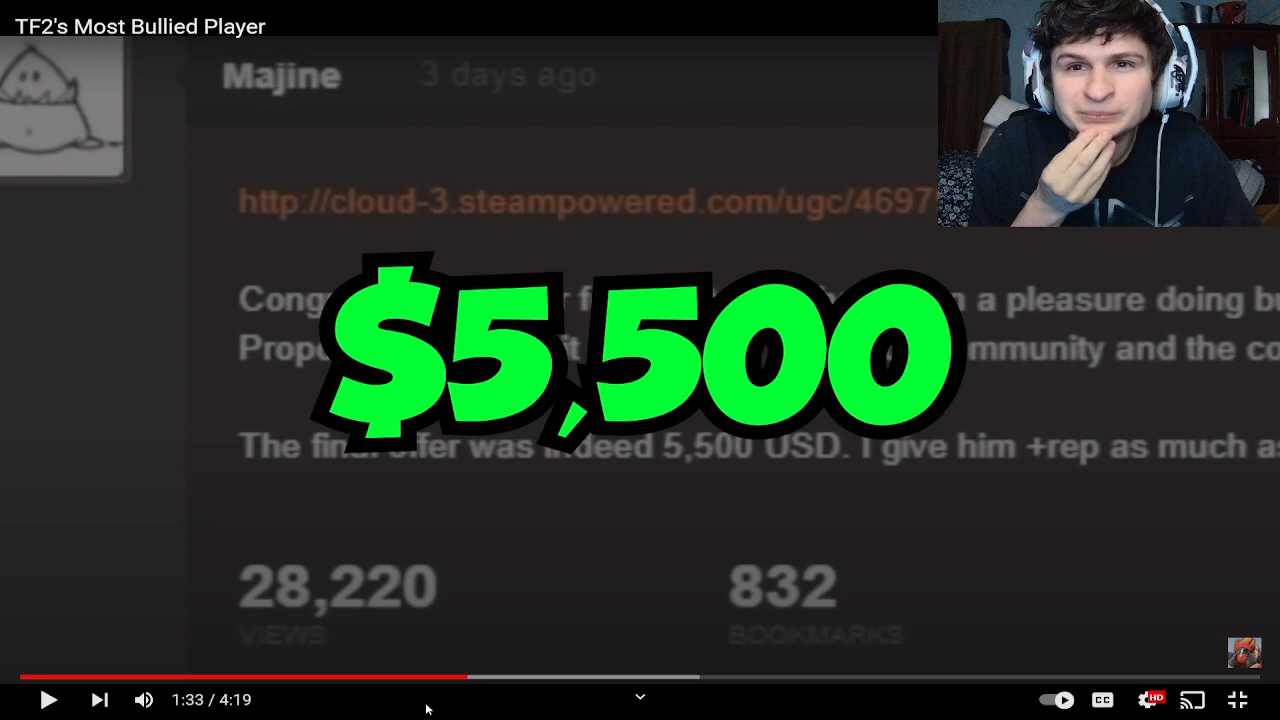 TF2's Most Bullied Player
Majine 3 days ago
http://cloud-3.steampowered.com/ugc/4697
$5,500
a pleasure doing
mmunity and the co
The final offer was indeed 5,500 USD. I give him +rep as much as
28,220 832
VIEWS BOOKMARKS
1:33 / 4:19 CC HD